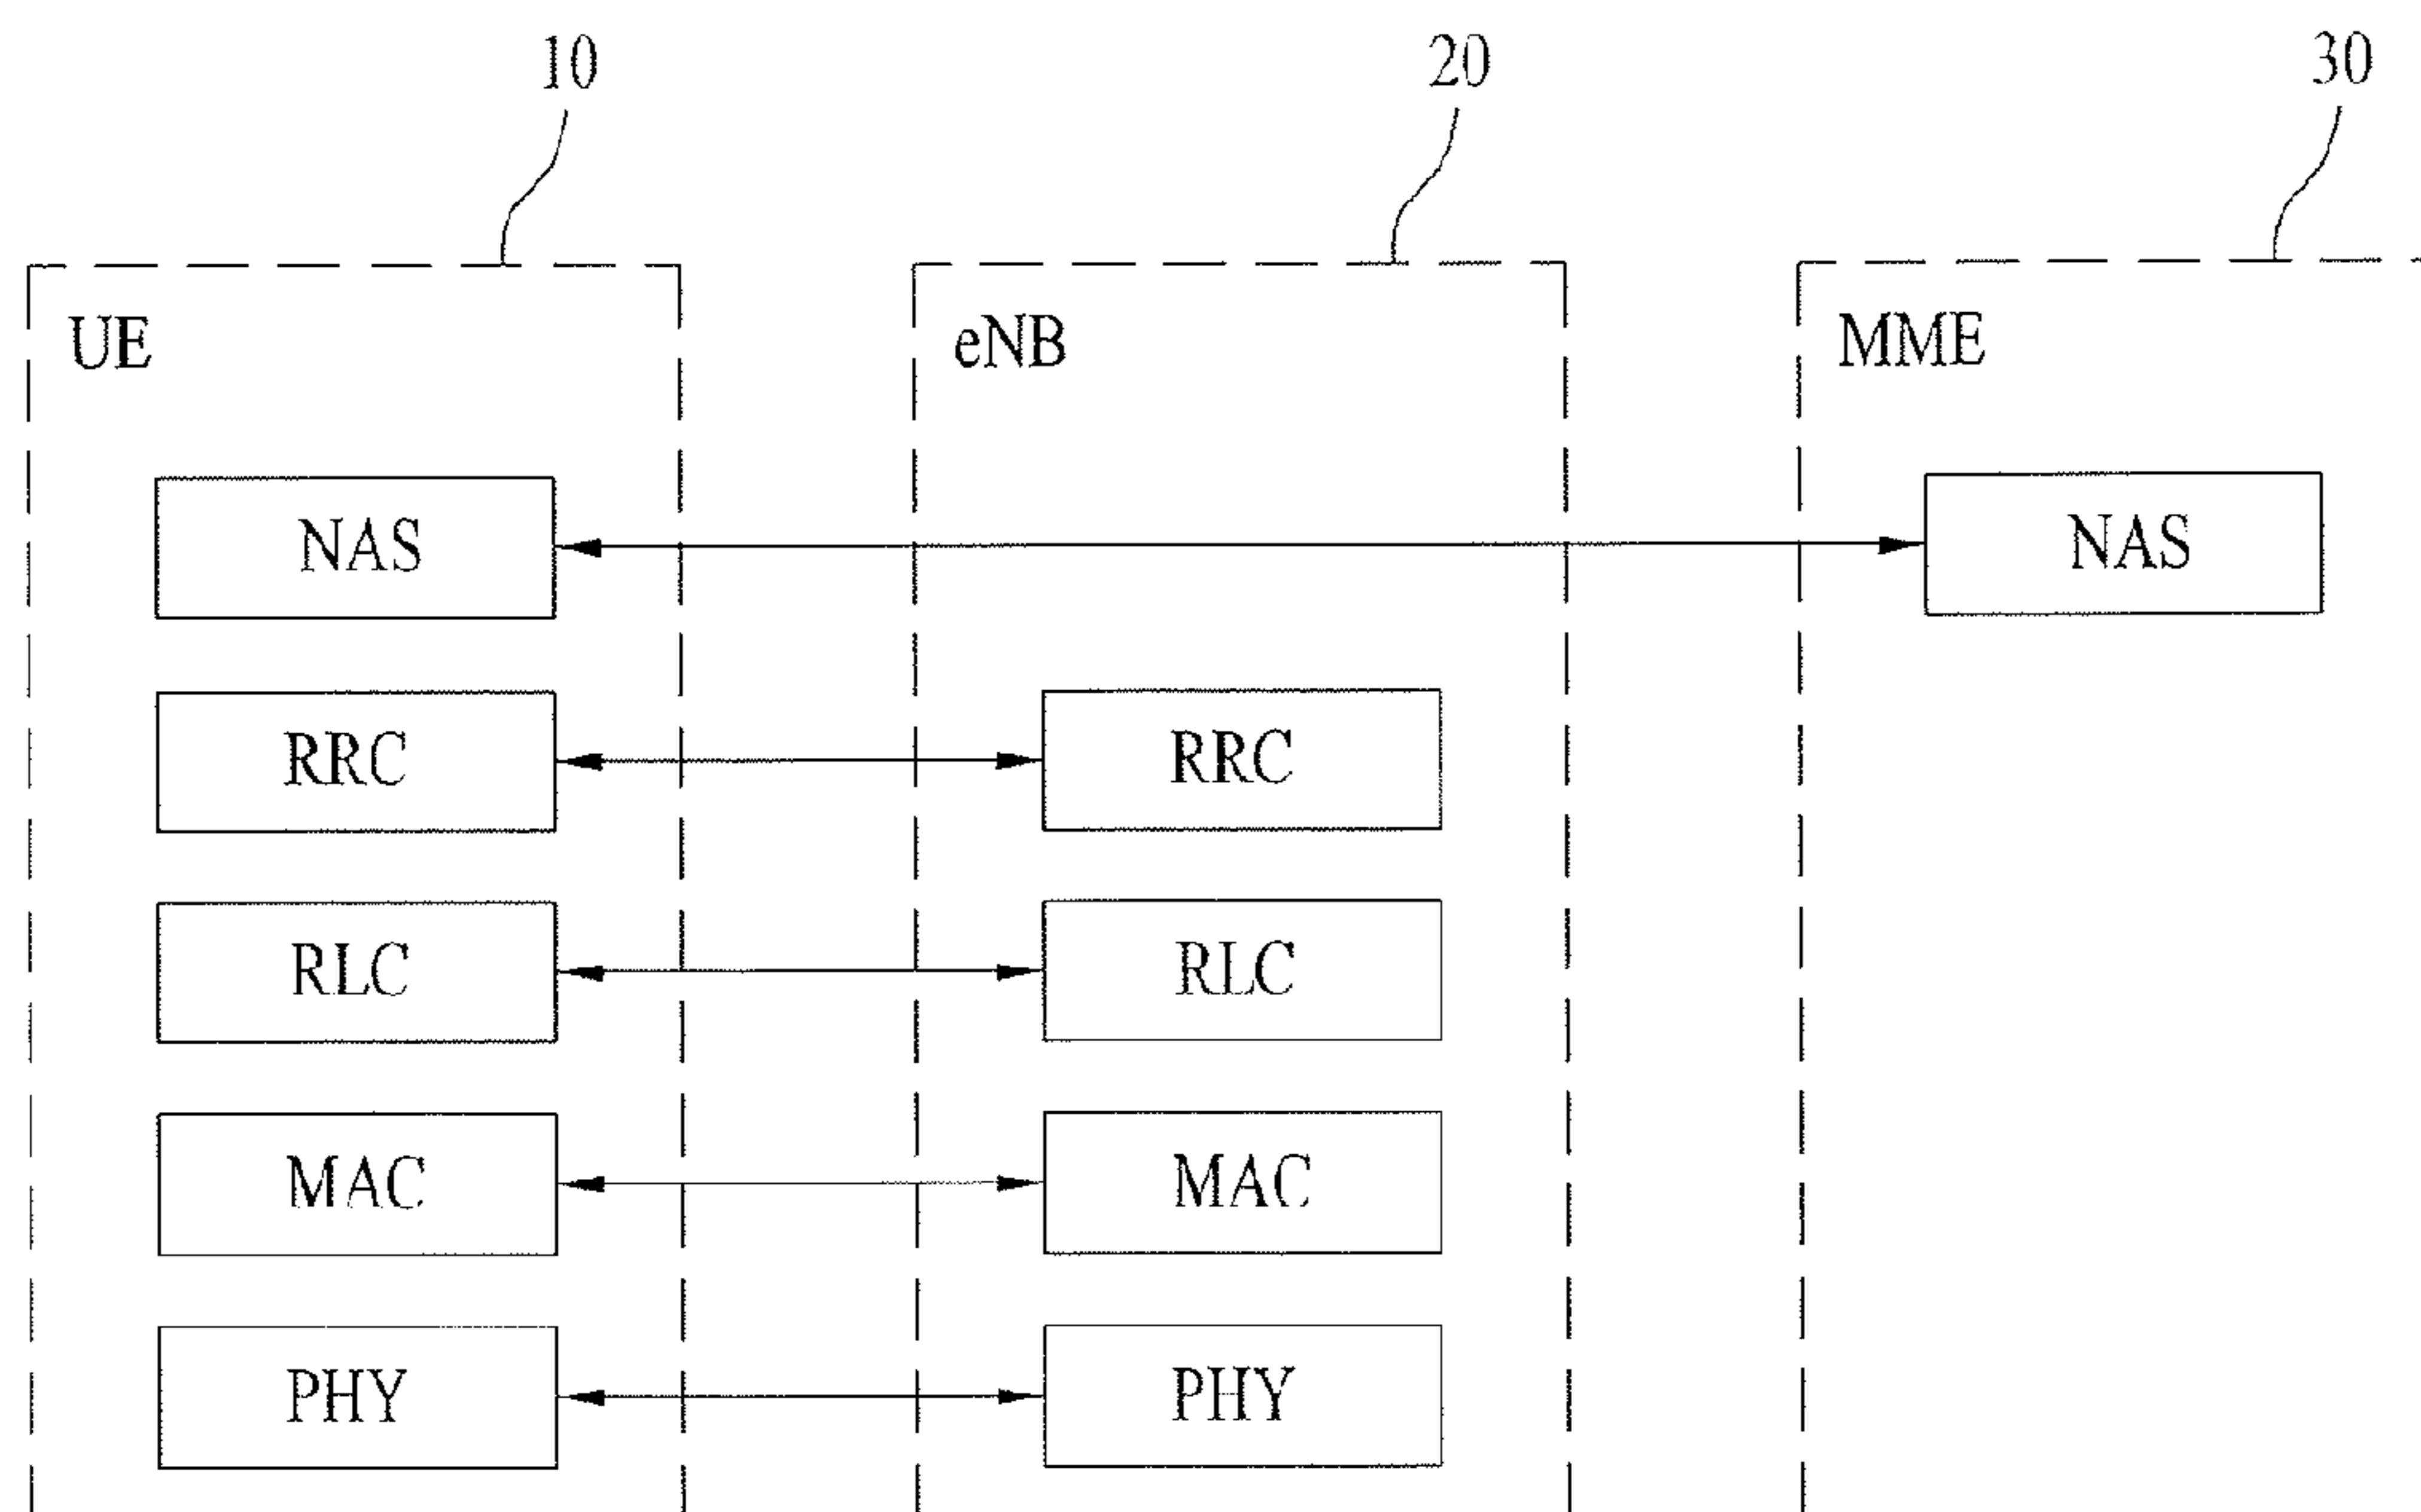 10 20 30
UE eNB MME
NAS NAS
RRC RRC
RLC RLC
MAC MAC
PHY PHY